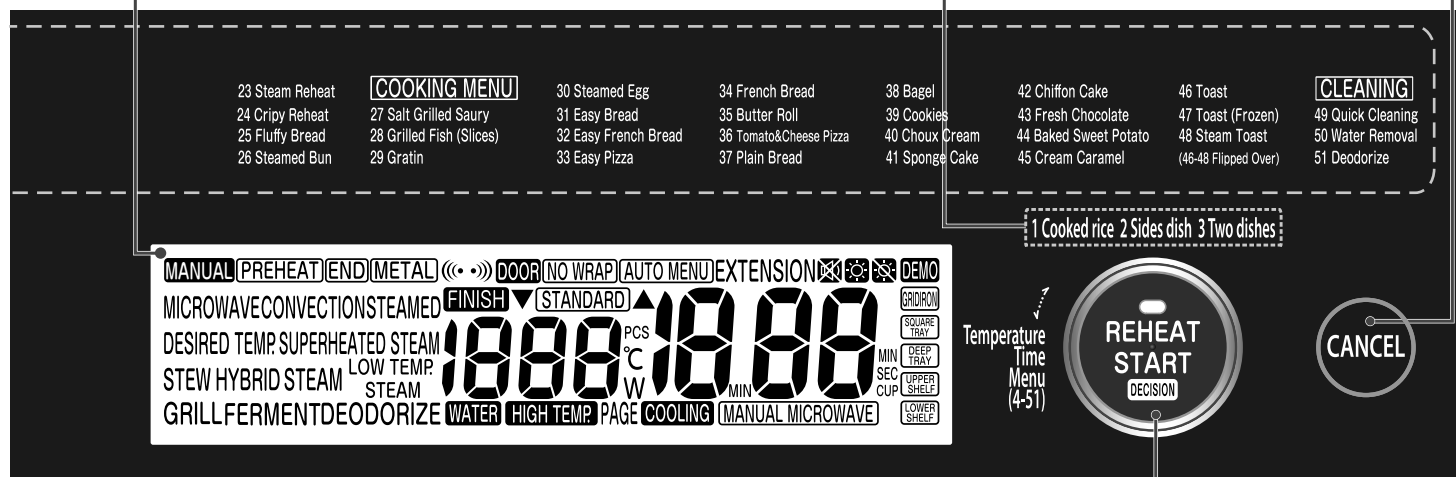 23 Steam Reheat
24 Cripy Reheat
25 Fluffy Bread
26 Steamed Bun
COOKING MENU
27 Salt Grilled Saury
28 Grilled Fish (Slices)
29 Gratin
30 Steamed Egg
31 Easy Bread
32 Easy French Bread
33 Easy Pizza
34 French Bread
35 Butter Roll
36 Tomato&Cheese Pizza
37 Plain Bread
38 Bagel
39 Cookies
40 Choux Cream
41 Sponge Cake
42 Chiffon Cake
43 Fresh Chocolate
44 Baked Sweet Potato
45 Cream Caramel
46 Toast
47 Toast (Frozen)
48 Steam Toast
(46-48 Flipped Over)
CLEANING
49 Quick Cleaning
50 Water Removal
51 Deodorize
1 Cooked rice 2 Sides dish 3 Two dishes
MANUAL PREHEAT END METAL DOOR NO WRAP AUTO MENU EXTENSION DEMO
MICROWAVE CONVECTION STEAMED FINISH STANDARD GRIDIRON
DESIRED TEMP. SUPERHEATED STEAM 188 8 PCS 188 8 SQUARE TRAY
STEW HYBRID STEAM LOW TEMP. STEAM °C W MIN MIN SEC CUP DEEP TRAY UPPER SHELF
GRILL FERMENT DEODORIZE WATER HIGH TEMP. PAGE COOLING MANUAL MICROWAVE LOWER SHELF
Temperature
Time
Menu
(4-51)
REHEAT
START
DECISION
CANCEL